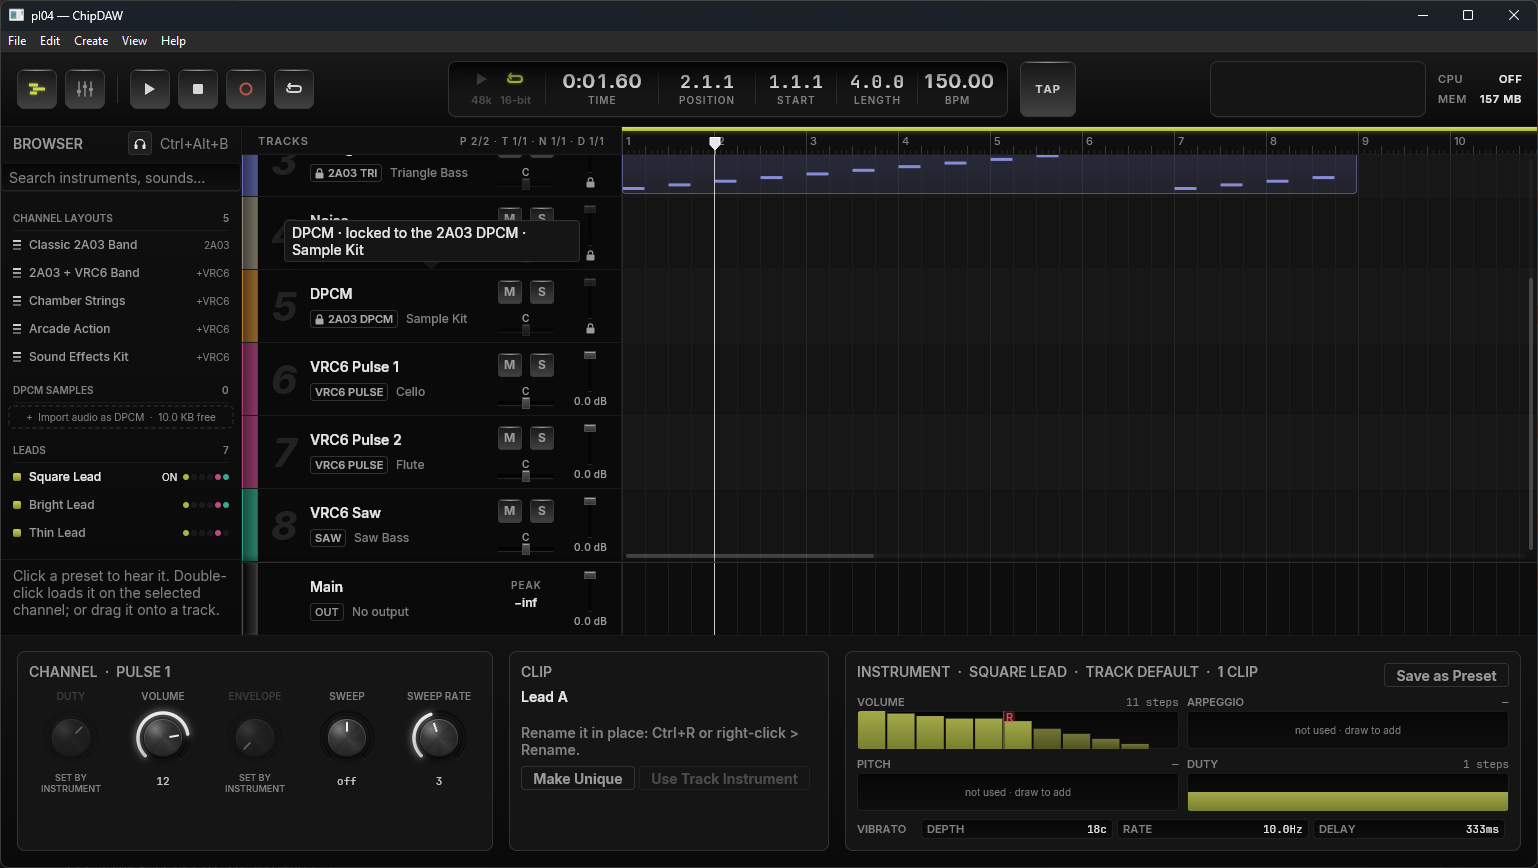 pl04 — ChipDAW
File Edit Create View Help
48k 16-bit
0:01.60
TIME
2.1.1
POSITION
1.1.1
START
4.0.0
LENGTH
150.00
BPM
TAP
CPU OFF
MEM 157 MB
BROWSER Ctrl+Alt+B
TRACKS P 2/2 · T 1/1 · N 1/1 · D 1/1
1 2 3 4 5 6 7 8 9 10
Search instruments, sounds...
CHANNEL LAYOUTS 5
Classic 2A03 Band 2A03
2A03 + VRC6 Band +VRC6
Chamber Strings +VRC6
Arcade Action +VRC6
Sound Effects Kit +VRC6
DPCM SAMPLES 0
+ Import audio as DPCM · 10.0 KB free
LEADS 7
Square Lead ON
Bright Lead
Thin Lead
Click a preset to hear it. Double-
click loads it on the selected
channel; or drag it onto a track.
3
2A03 TRI Triangle Bass C
4 Noise M S
DPCM · locked to the 2A03 DPCM ·
Sample Kit
5 DPCM M S
2A03 DPCM Sample Kit C
6 VRC6 Pulse 1 M S
VRC6 PULSE Cello C 0.0 dB
7 VRC6 Pulse 2 M S
VRC6 PULSE Flute C 0.0 dB
8 VRC6 Saw M S
SAW Saw Bass C 0.0 dB
Main PEAK
OUT No output –inf 0.0 dB
CHANNEL · PULSE 1
DUTY VOLUME ENVELOPE SWEEP SWEEP RATE
SET BY
INSTRUMENT
12
SET BY
INSTRUMENT
off
3
CLIP
Lead A
Rename it in place: Ctrl+R or right-click >
Rename.
Make Unique Use Track Instrument
INSTRUMENT · SQUARE LEAD · TRACK DEFAULT · 1 CLIP
Save as Preset
VOLUME 11 steps
R
ARPEGGIO –
not used · draw to add
PITCH –
not used · draw to add
DUTY 1 steps
VIBRATO DEPTH 18c RATE 10.0Hz DELAY 333ms